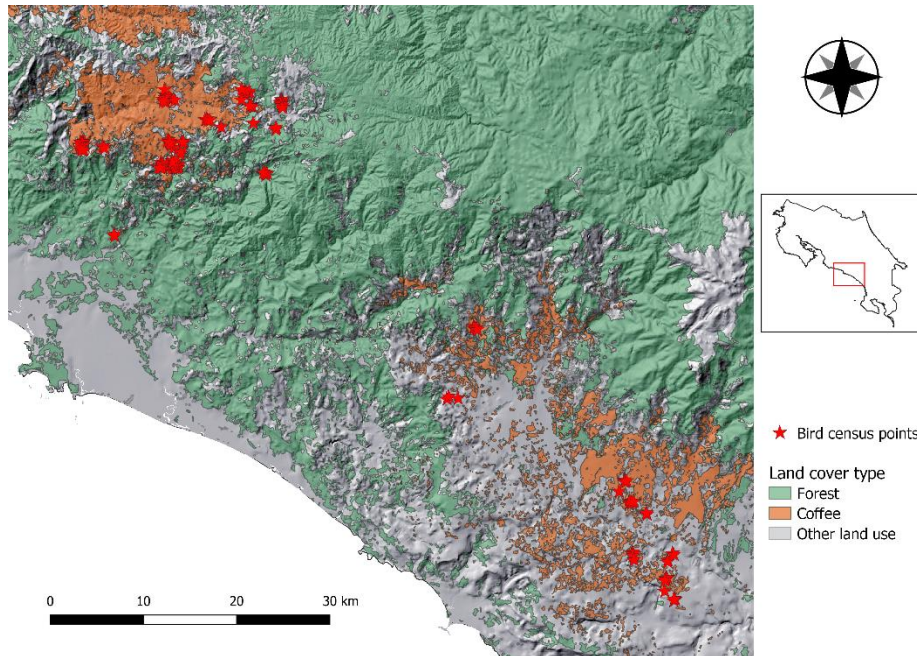 Bird census points
Land cover type
Forest
Coffee
Other land use
0 10 20 30 km